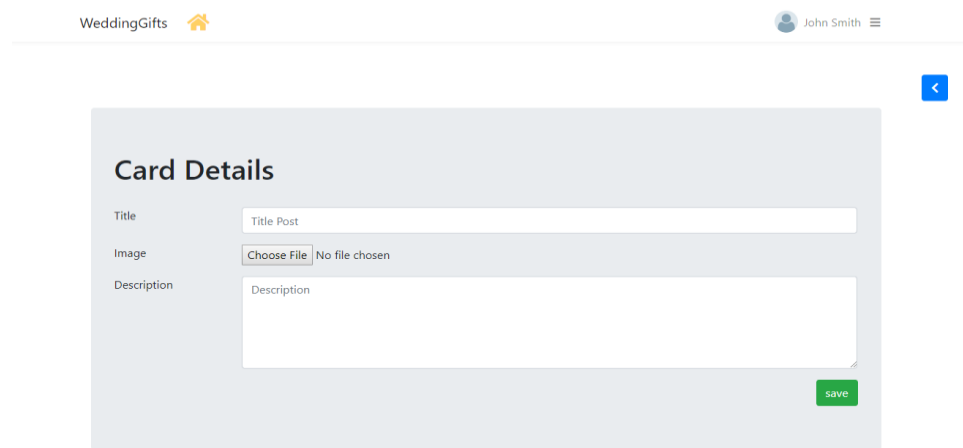 WeddingGifts
John Smith
Card Details
Title
Title Post
Image
Choose File No file chosen
Description
Description
save